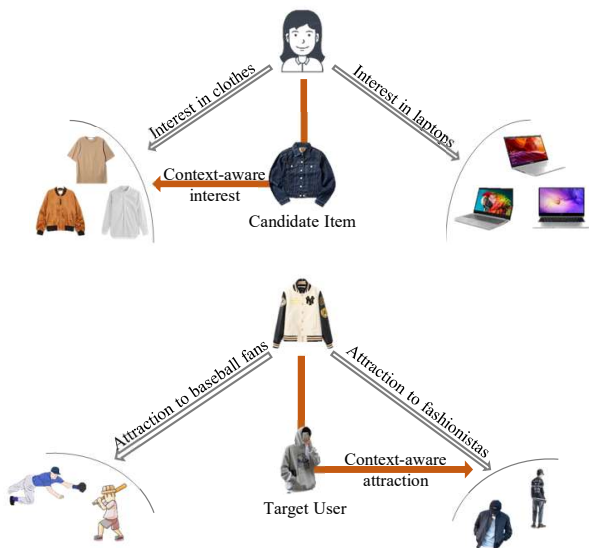 Interest in clothes
Interest in laptops
Context-aware
interest
Candidate Item
Attraction to baseball fans
Attraction to fashionistas
Context-aware
attraction
Target User